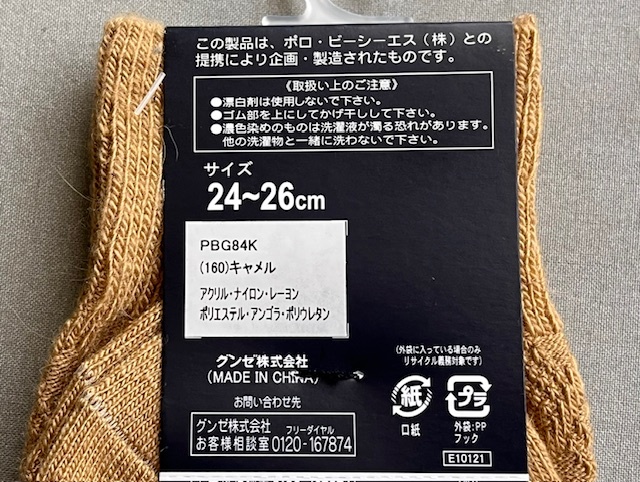 この製品は、ポロ・ビーシーエス(株)との
提携により企画・製造されたものです。
《取扱い上のご注意》
●漂白剤は使用しないで下さい。
●ゴム部を上にしてかげ干しして下さい。
●濃色染めのものは洗濯液が濁る恐れがあります。
他の洗濯物と一緒に洗わないで下さい。
サイズ
24~26cm
PBG84K
(160)キャメル
アクリル・ナイロン・レーヨン
ポリエステル・アンゴラ・ポリウレタン
グンゼ株式会社
(MADE IN CHINA)
お問い合わせ先
グンゼ株式会社 フリーダイヤル
お客様相談室 0120-167874
(外袋に入っている場合のみ
リサイクル義務対象です)
紙
口紙
プラ
外袋:PP
フック
E10121